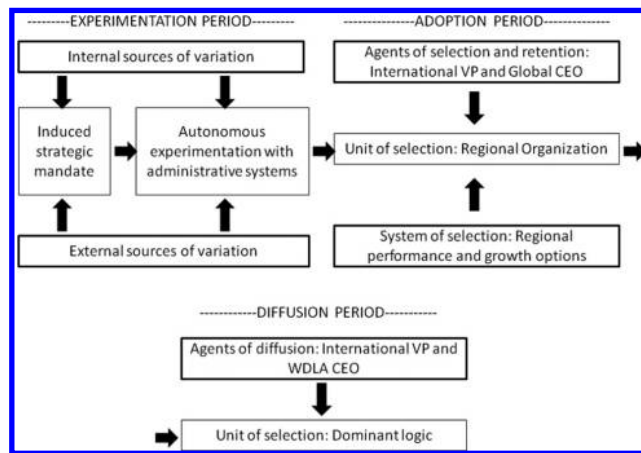 ---------EXPERIMENTATION PERIOD---------
Internal sources of variation
Induced
strategic
mandate
Autonomous
experimentation with
administrative systems
External sources of variation
-------------ADOPTION PERIOD--------------
Agents of selection and retention:
International VP and Global CEO
Unit of selection: Regional Organization
System of selection: Regional
performance and growth options
------------DIFFUSION PERIOD-----------
Agents of diffusion: International VP and
WDLA CEO
Unit of selection: Dominant logic